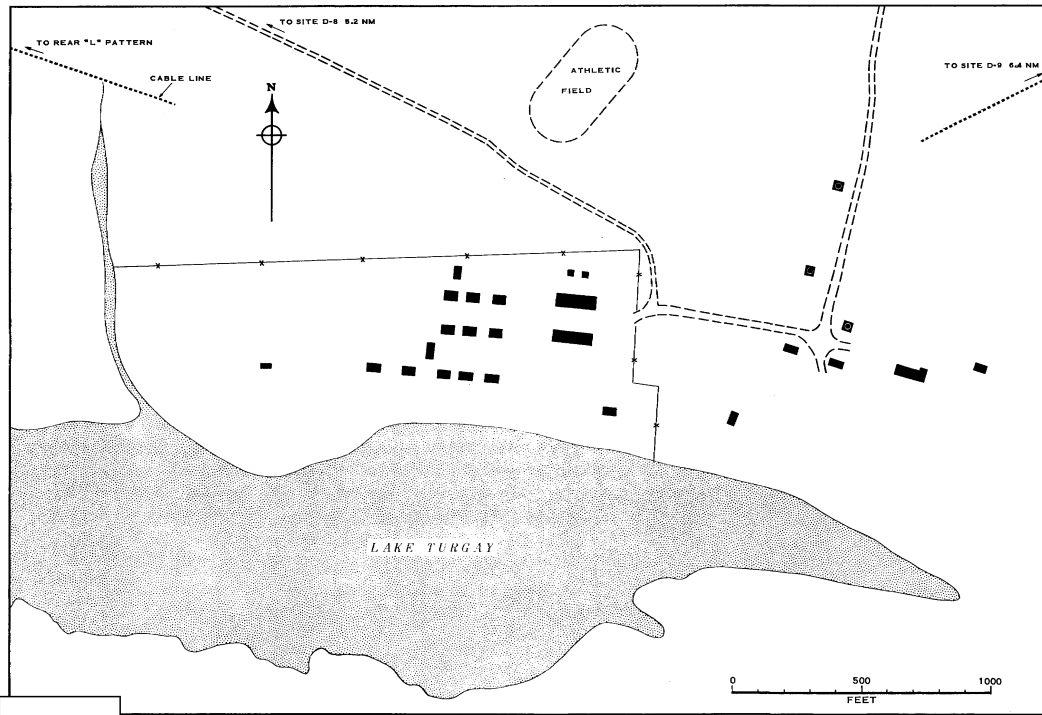 TO SITE D-8 5.2 NM
TO REAR "L" PATTERN
CABLE LINE
N
ATHLETIC
FIELD
TO SITE D-9 6.4 NM
LAKE TURGAY
0 500 1000
FEET